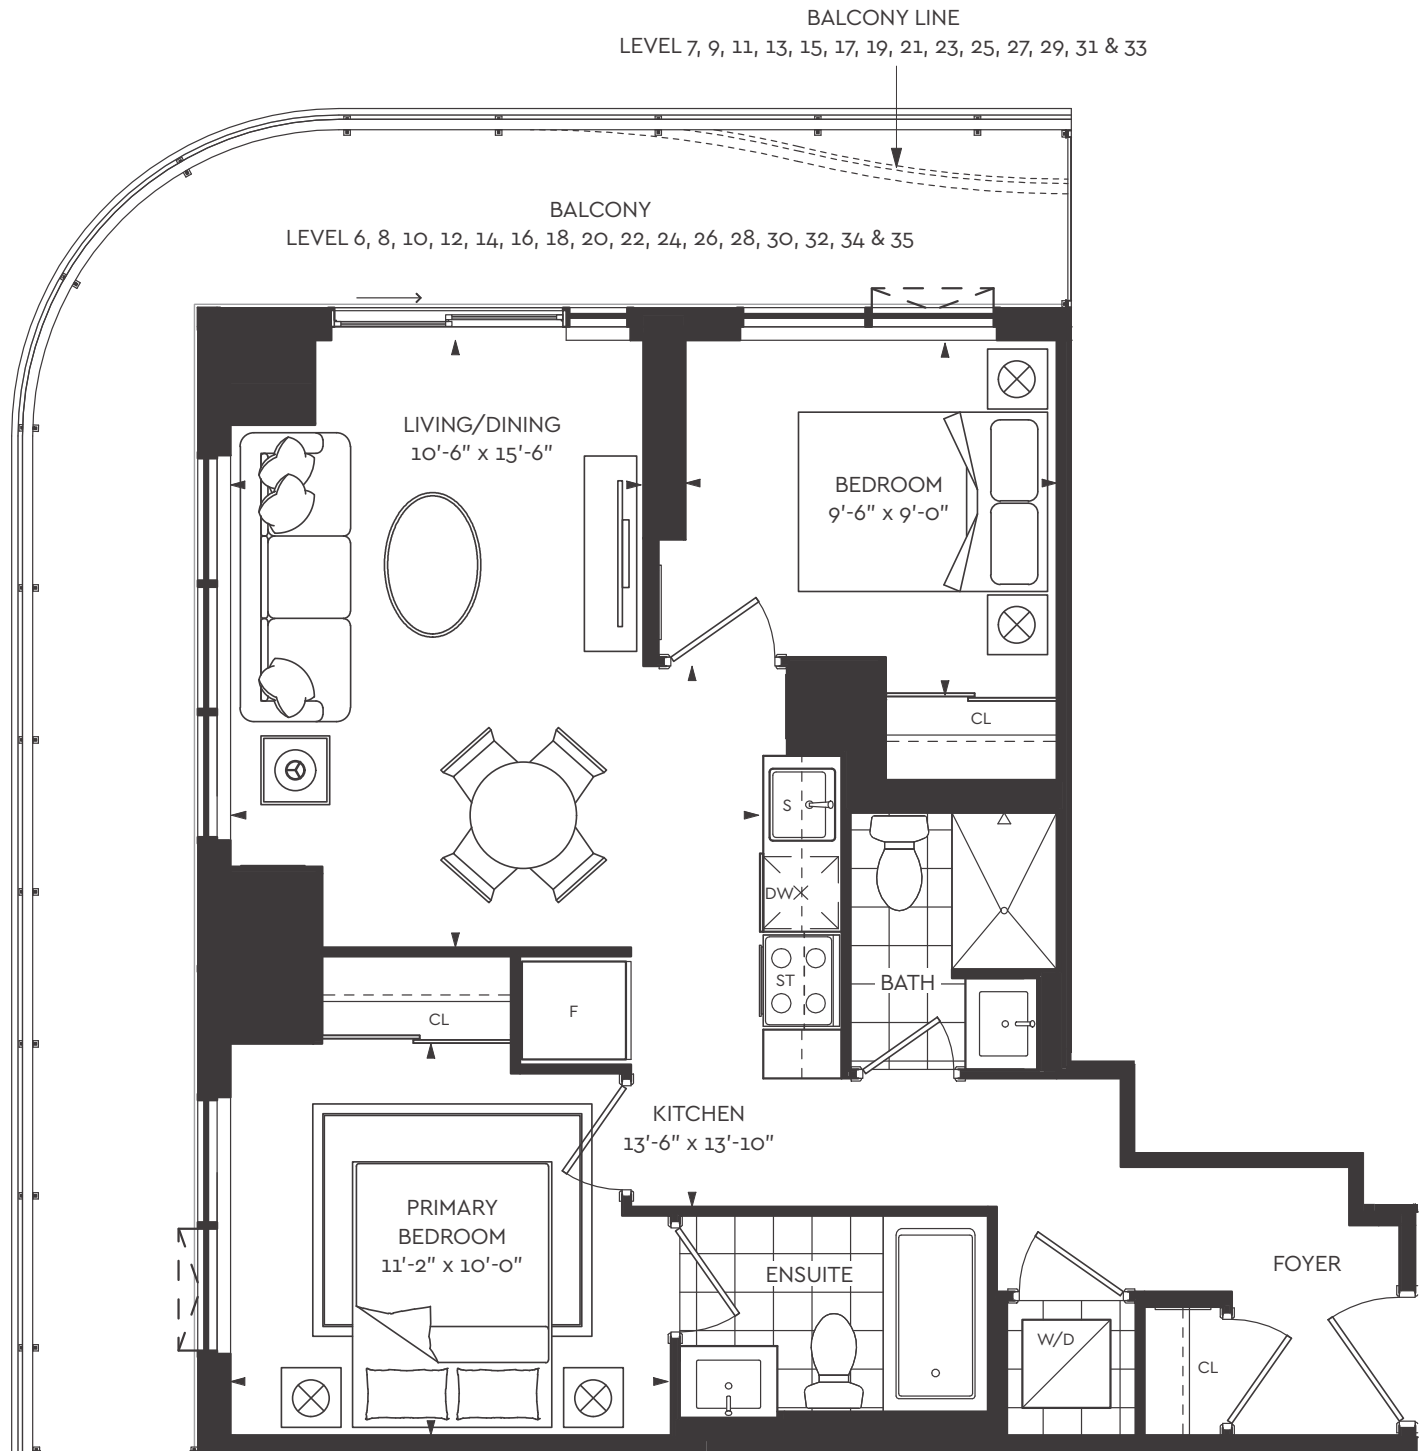 BALCONY LINE
LEVEL 7, 9, 11, 13, 15, 17, 19, 21, 23, 25, 27, 29, 31 & 33
BALCONY
LEVEL 6, 8, 10, 12, 14, 16, 18, 20, 22, 24, 26, 28, 30, 32, 34 & 35
LIVING/DINING
10'-6" x 15'-6"
BEDROOM
9'-6" x 9'-0"
CL
S
DW
ST
BATH
CL
F
KITCHEN
13'-6" x 13'-10"
PRIMARY
BEDROOM
11'-2" x 10'-0"
ENSUITE
FOYER
W/D
CL